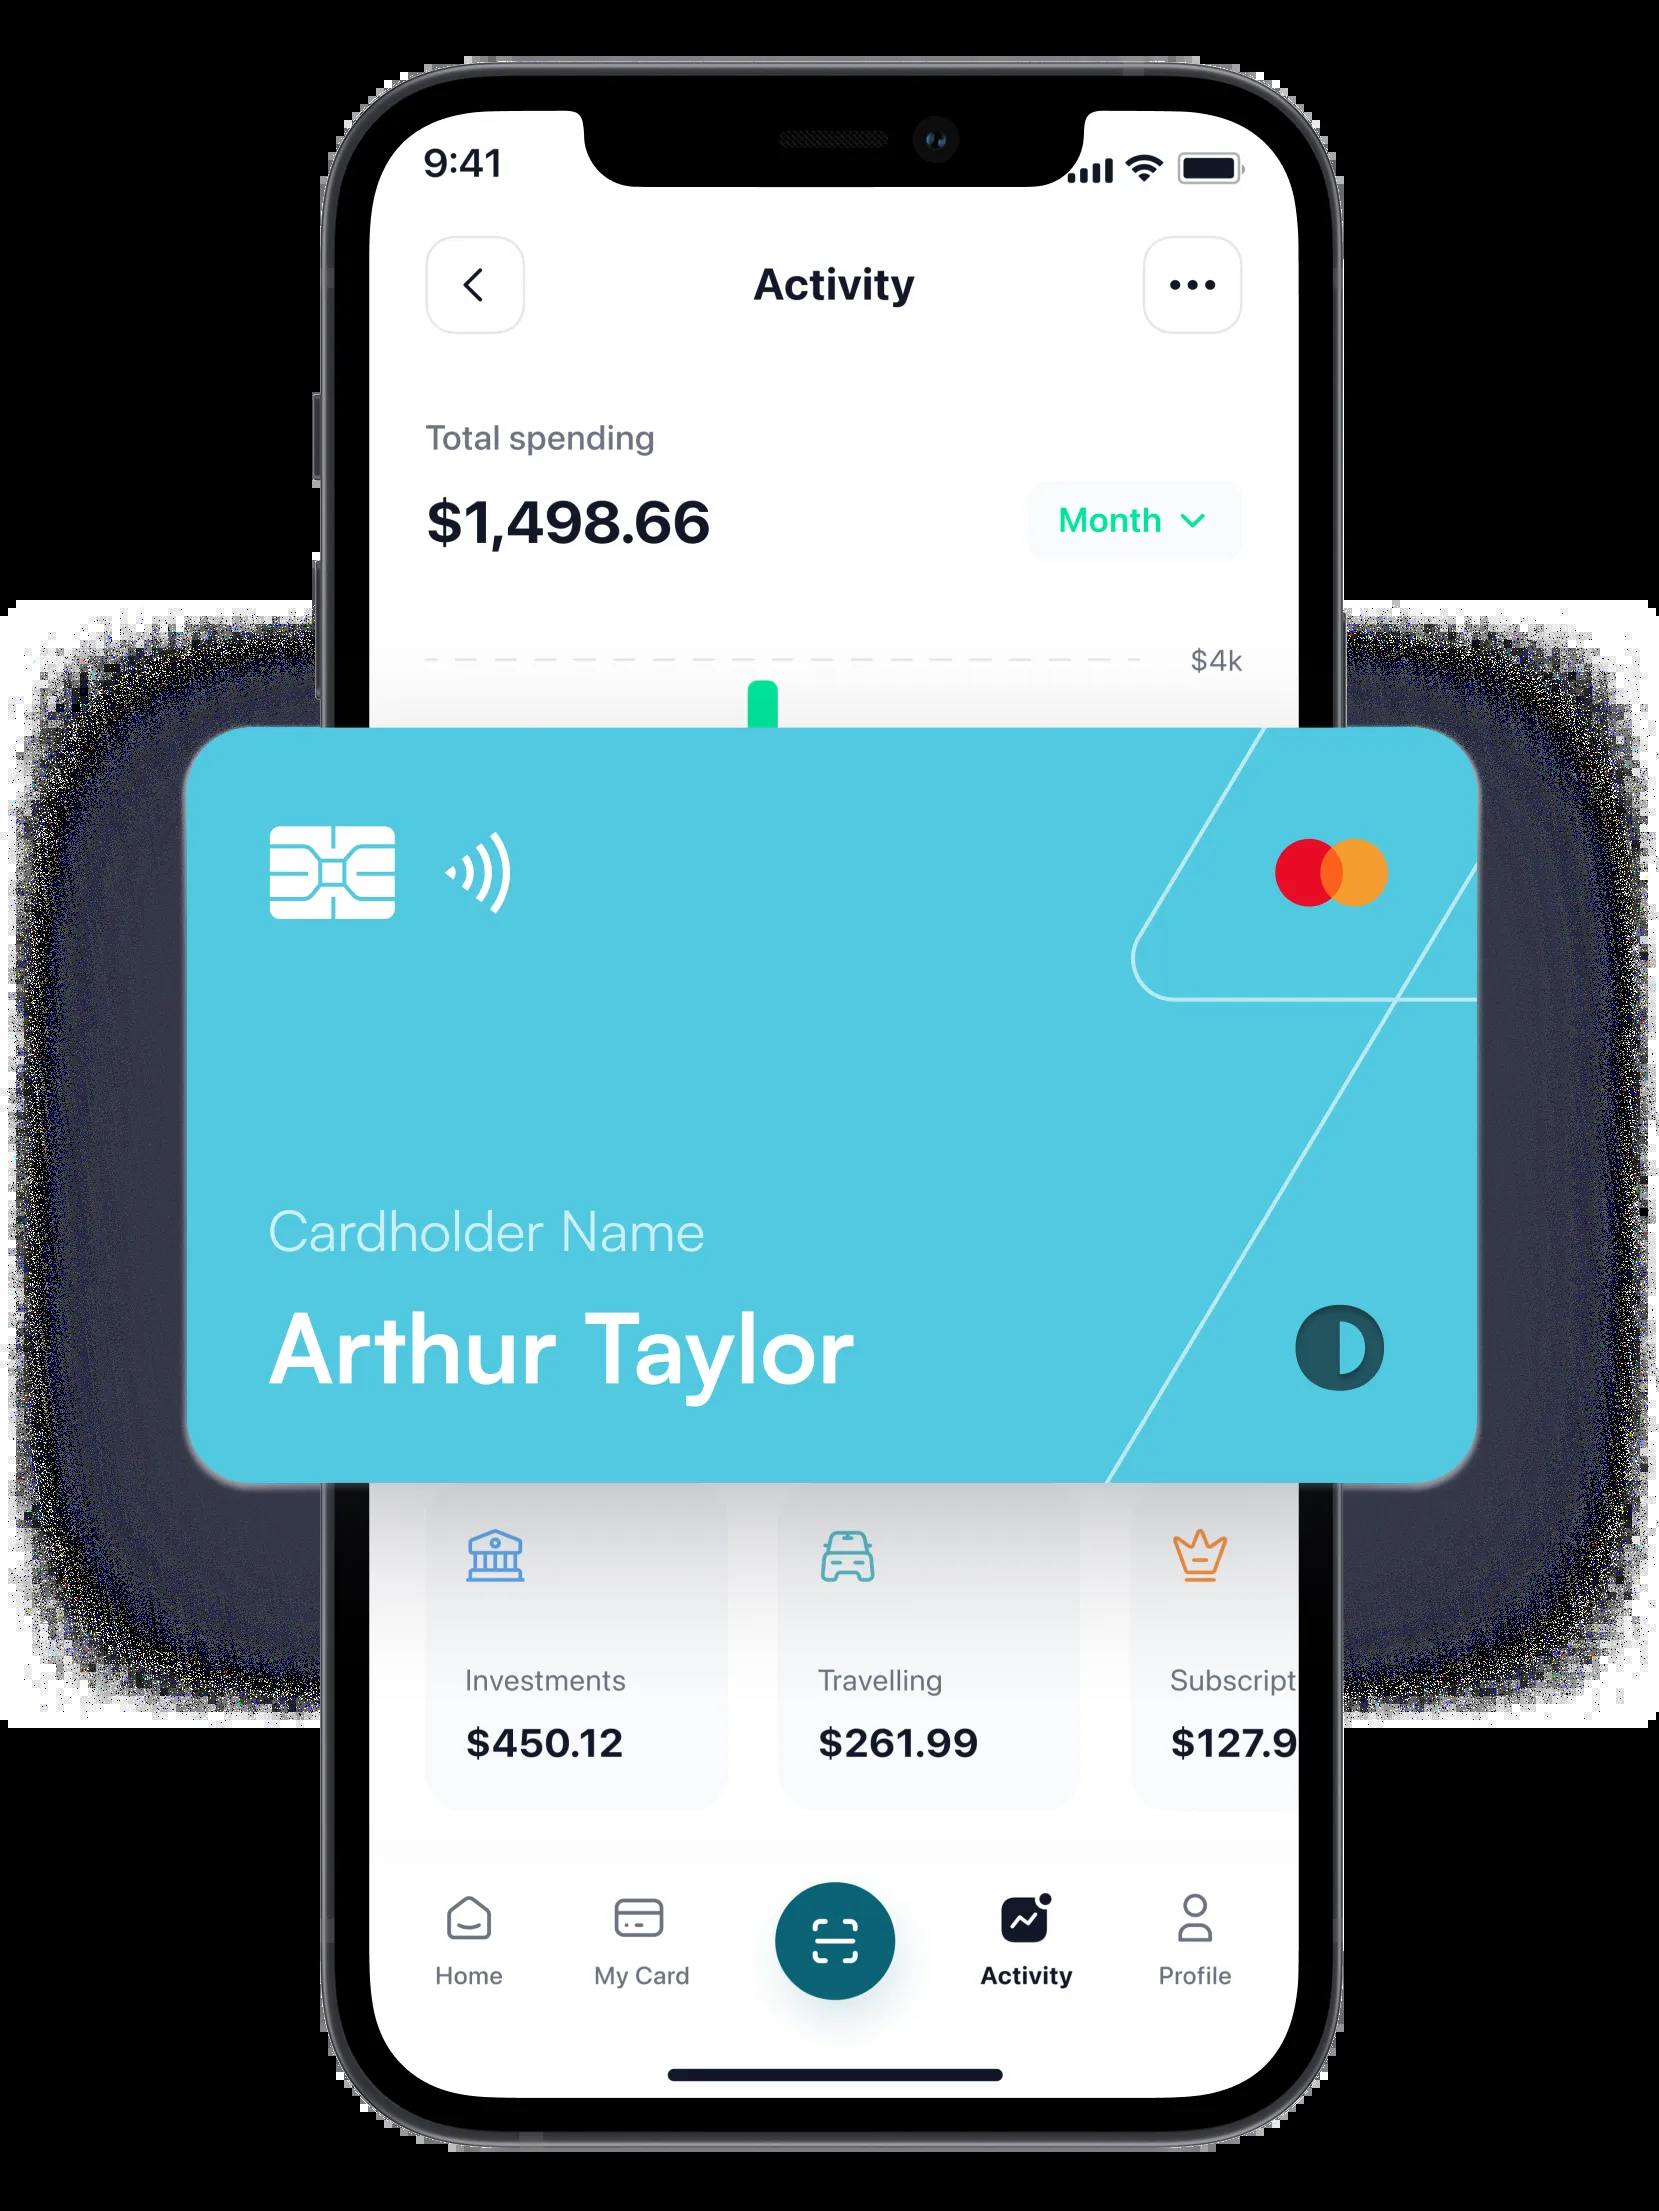 9:41
Activity
Total spending
$1,498.66
Month
$4k
Cardholder Name
Arthur Taylor
Investments
Travelling
Subscript
$450.12
$261.99
$127.9
Home
My Card
Activity
Profile